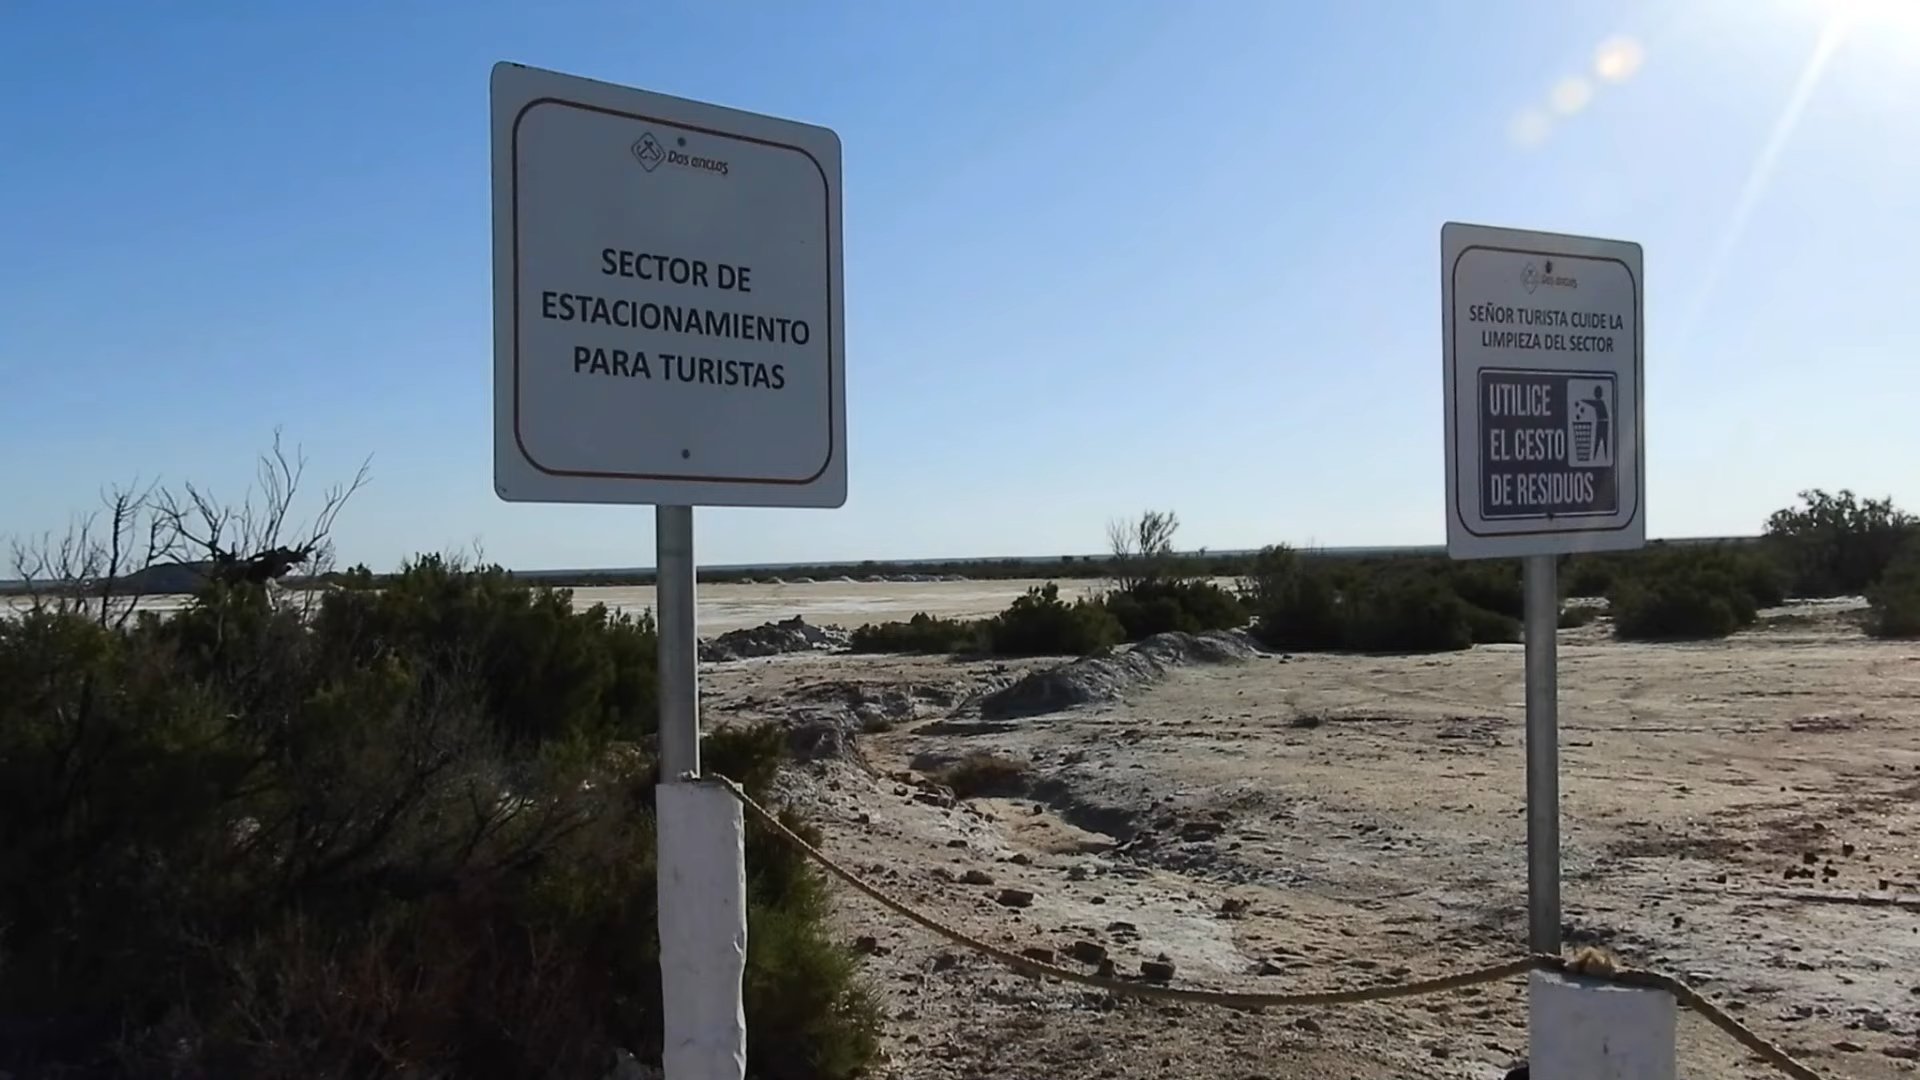 Dos anclas
SECTOR DE
ESTACIONAMIENTO
PARA TURISTAS
Dos anclas
SEÑOR TURISTA CUIDE LA
LIMPIEZA DEL SECTOR
UTILICE
EL CESTO
DE RESIDUOS